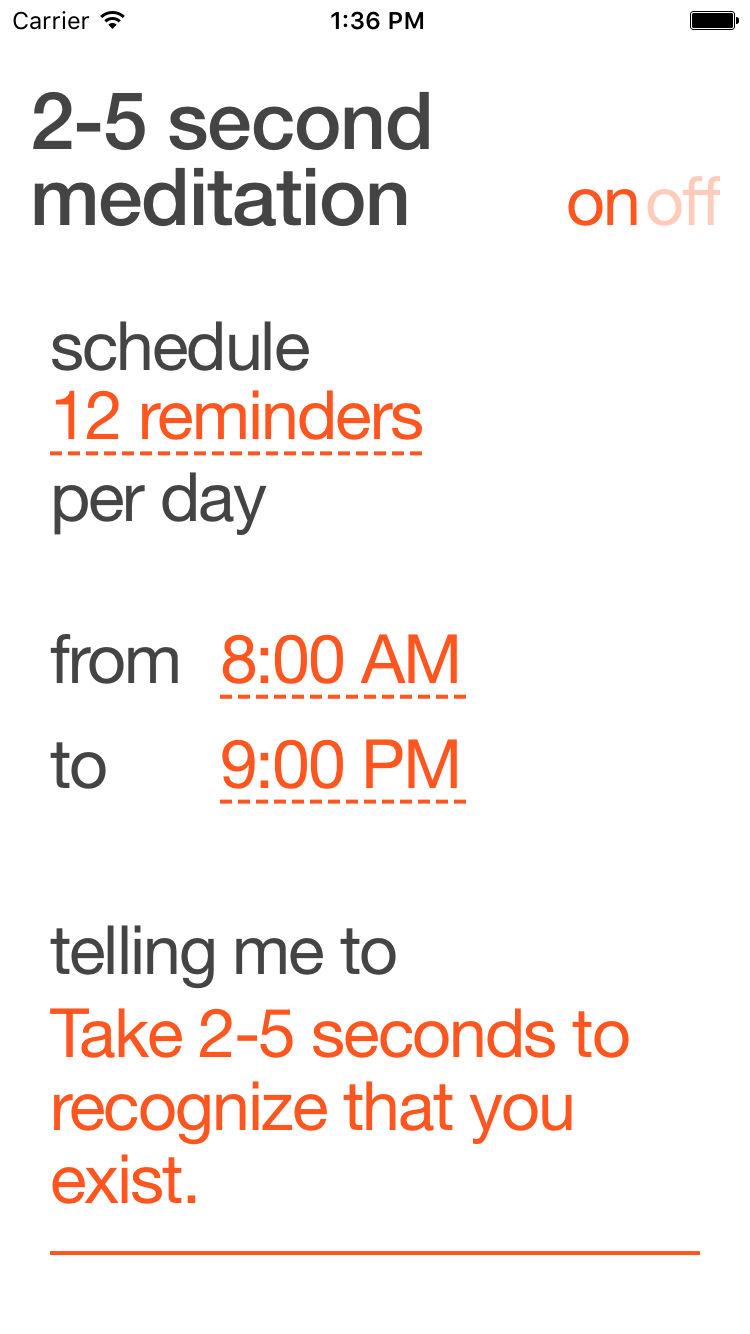 Carrier 1:36 PM
2-5 second
meditation
on off
schedule
12 reminders
per day
from 8:00 AM
to 9:00 PM
telling me to
Take 2-5 seconds to
recognize that you
exist.